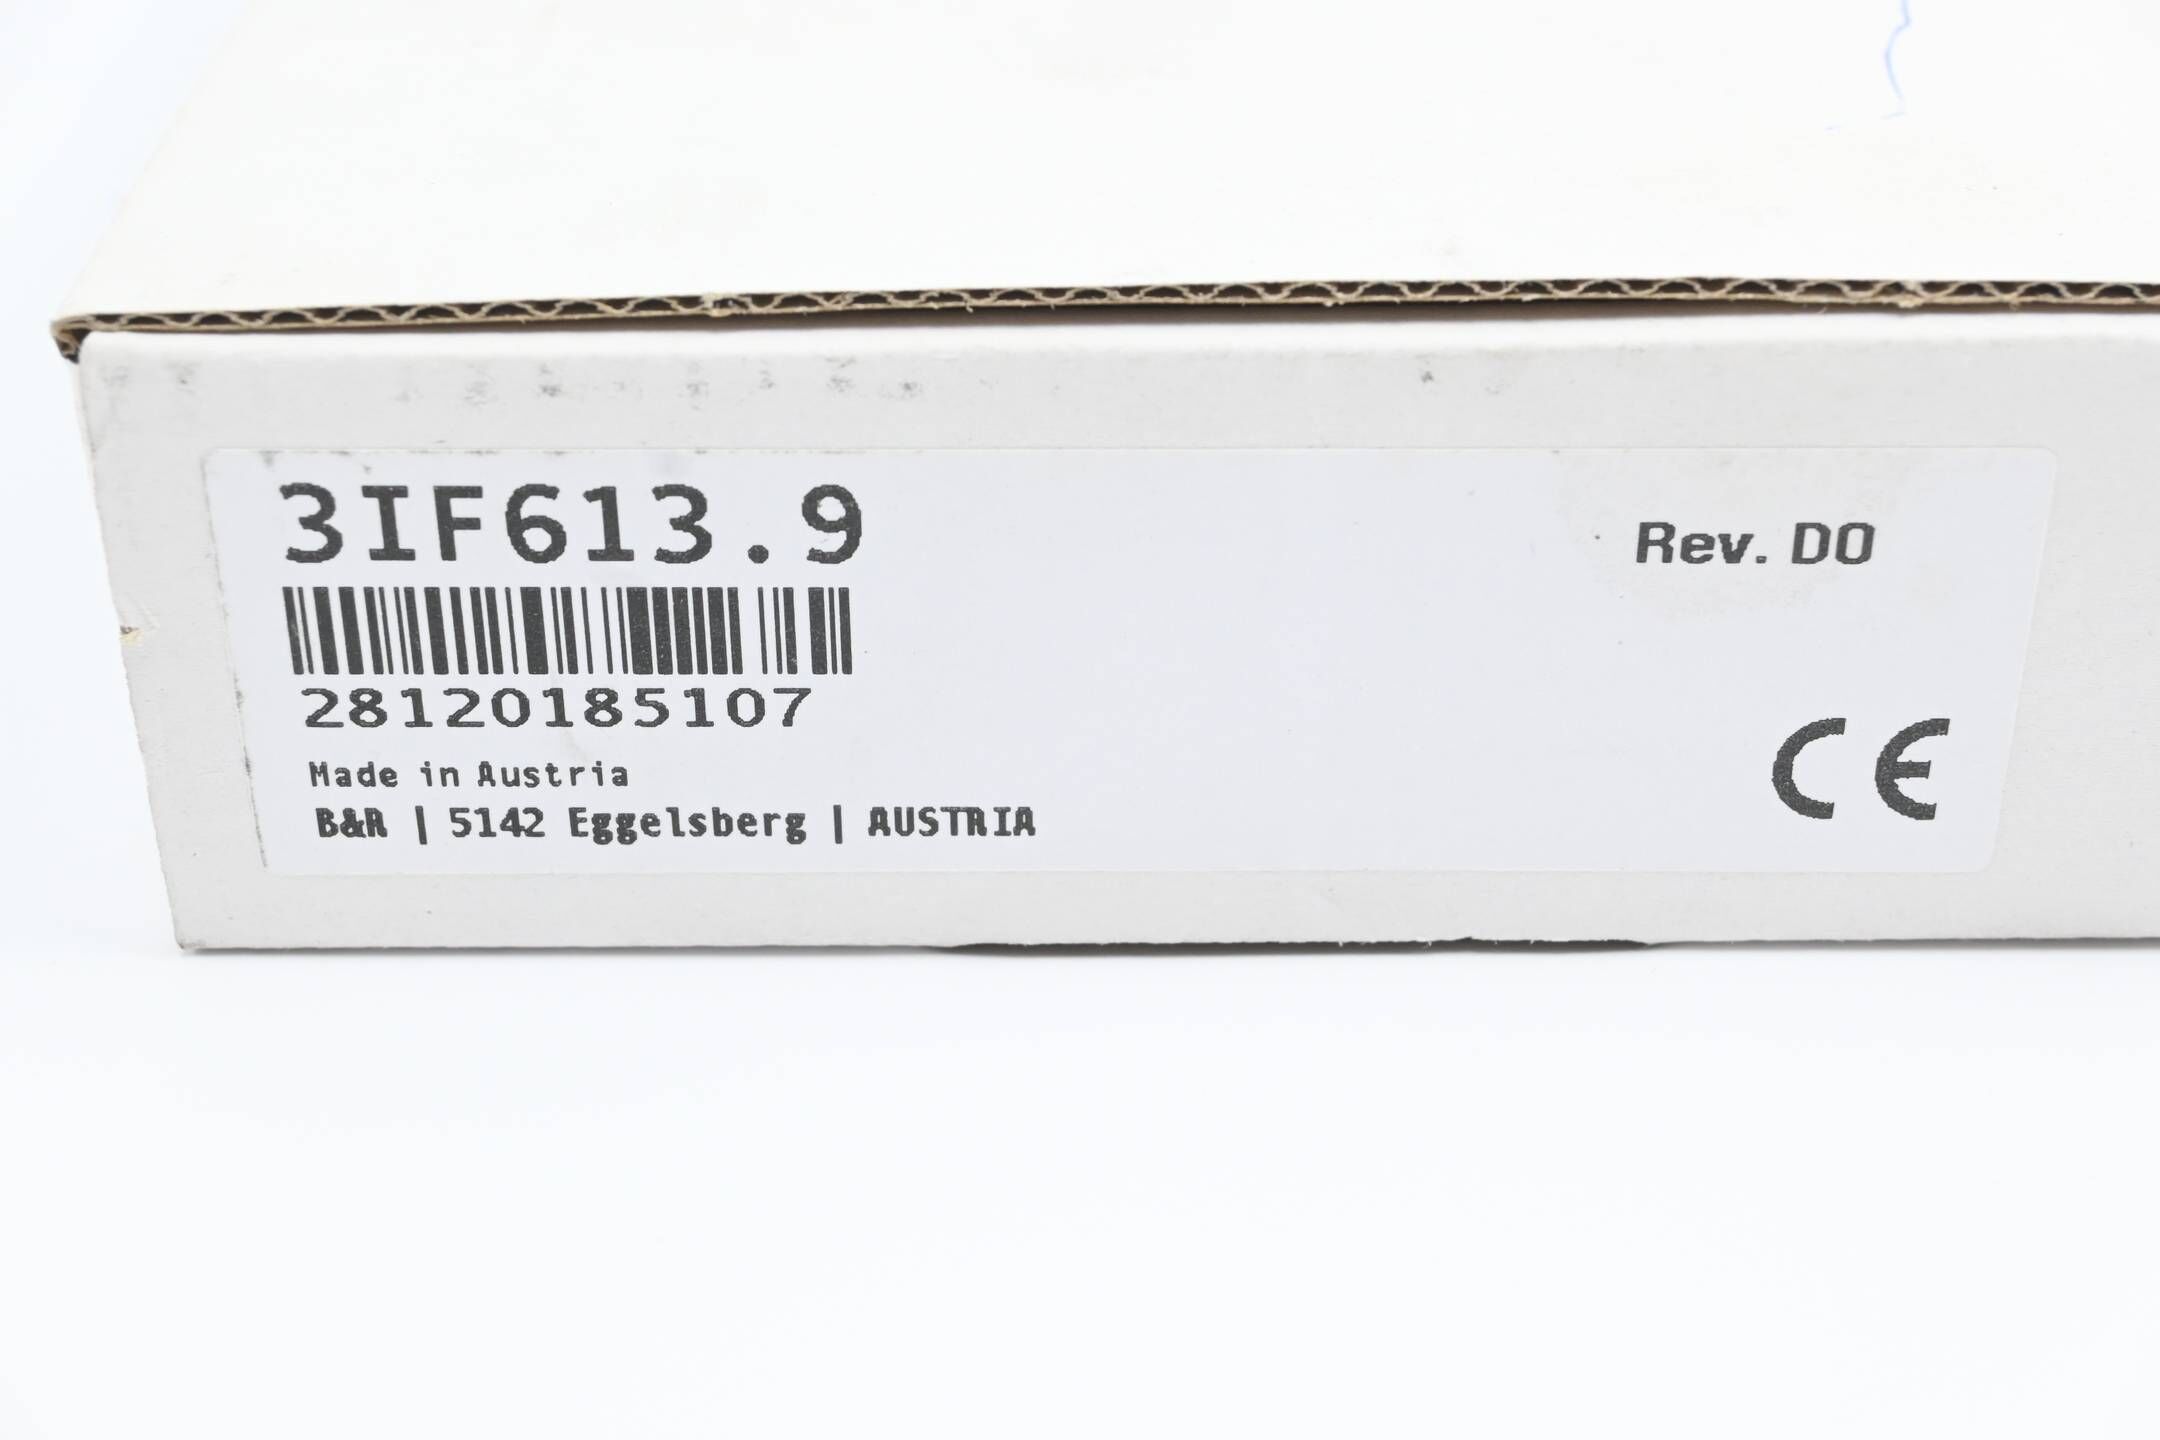 3IF613.9
Rev. D0
28120185107
Made in Austria
B&R | 5142 Eggelsberg | AUSTRIA
CE